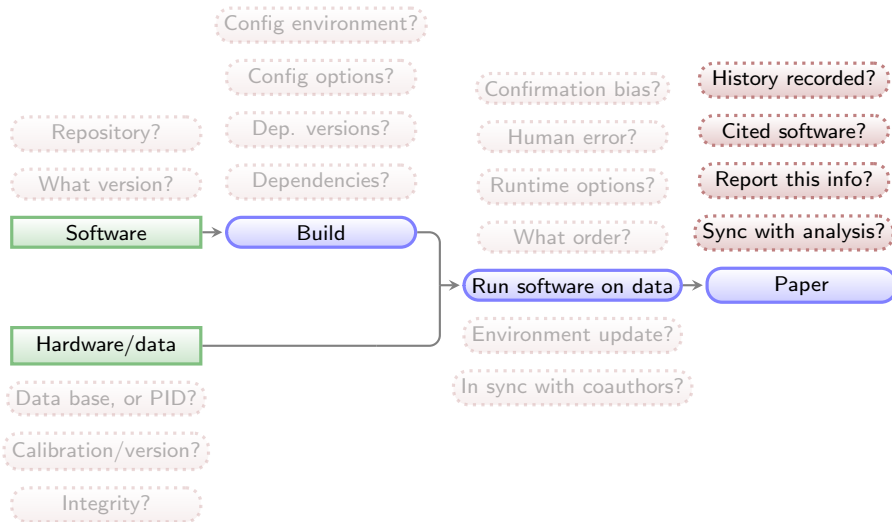 Config environment?
Config options?
Dep. versions?
Dependencies?
Repository?
What version?
Software
Build
Confirmation bias?
Human error?
Runtime options?
What order?
Run software on data
History recorded?
Cited software?
Report this info?
Sync with analysis?
Paper
Hardware/data
Environment update?
In sync with coauthors?
Data base, or PID?
Calibration/version?
Integrity?